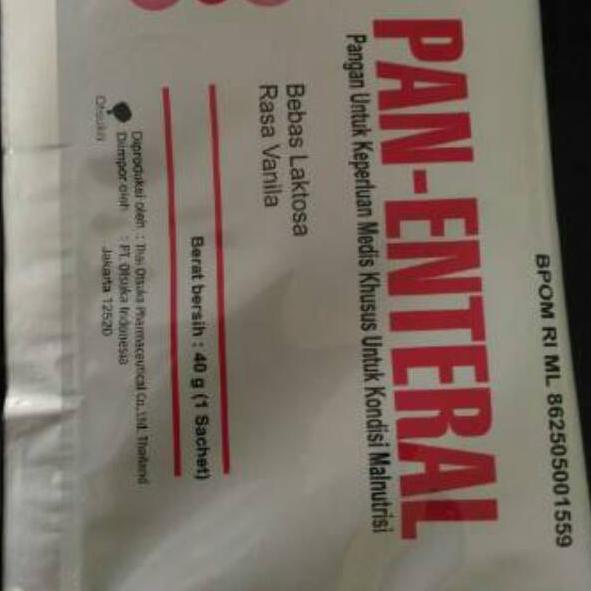 BPOM RI ML 862505001559
PAN-ENTERAL
Pangan Untuk Keperluan Medis Khusus Untuk Kondisi Malnutrisi
Bebas Laktosa
Rasa Vanila
Berat bersih : 40 g (1 Sachet)
Diproduksi oleh : Thai Otsuka Pharmaceutical Co., Ltd. Thailand
Diimpor oleh : PT. Otsuka Indonesia
Jakarta 12520
Otsuka